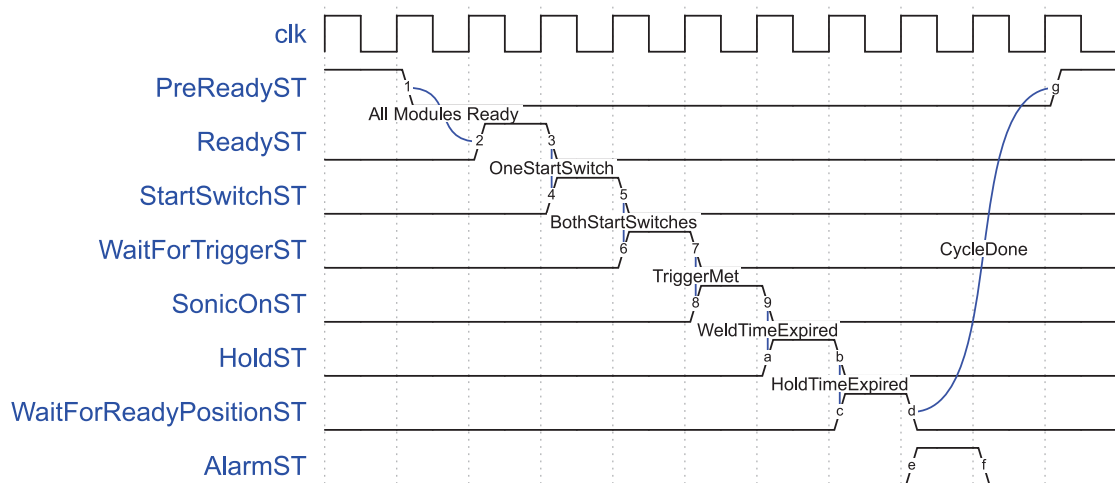 clk
PreReadyST
1
g
All Modules Ready
ReadyST
2
3
OneStartSwitch
StartSwitchST
4
5
BothStartSwitches
WaitForTriggerST
6
7
CycleDone
TriggerMet
SonicOnST
8
9
WeldTimeExpired
HoldST
a
b
HoldTimeExpired
WaitForReadyPositionST
c
d
AlarmST
e
f